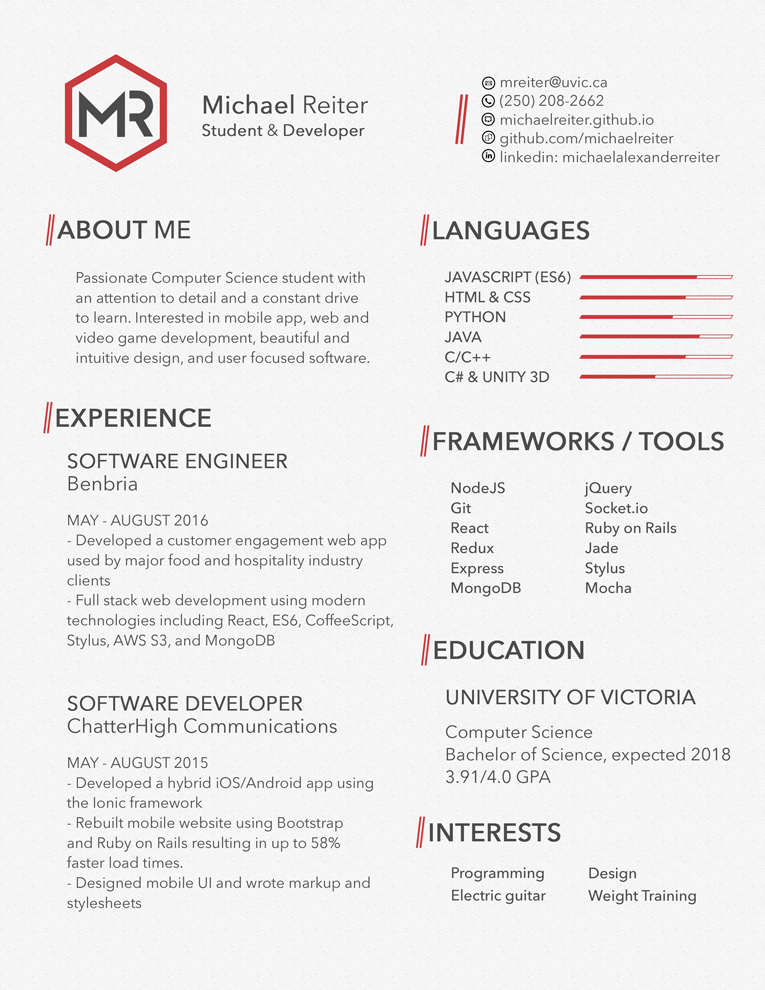 MR
Michael Reiter
Student & Developer
mreiter@uvic.ca
(250) 208-2662
michaelreiter.github.io
github.com/michaelreiter
linkedin: michaelalexanderreiter
ABOUT ME
Passionate Computer Science student with
an attention to detail and a constant drive
to learn. Interested in mobile app, web and
video game development, beautiful and
intuitive design, and user focused software.
EXPERIENCE
SOFTWARE ENGINEER
Benbria
MAY - AUGUST 2016
- Developed a customer engagement web app
used by major food and hospitality industry
clients
- Full stack web development using modern
technologies including React, ES6, CoffeeScript,
Stylus, AWS S3, and MongoDB
SOFTWARE DEVELOPER
ChatterHigh Communications
MAY - AUGUST 2015
- Developed a hybrid iOS/Android app using
the Ionic framework
- Rebuilt mobile website using Bootstrap
and Ruby on Rails resulting in up to 58%
faster load times.
- Designed mobile UI and wrote markup and
stylesheets
LANGUAGES
JAVASCRIPT (ES6)
HTML & CSS
PYTHON
JAVA
C/C++
C# & UNITY 3D
FRAMEWORKS / TOOLS
NodeJS jQuery
Git Socket.io
React Ruby on Rails
Redux Jade
Express Stylus
MongoDB Mocha
EDUCATION
UNIVERSITY OF VICTORIA
Computer Science
Bachelor of Science, expected 2018
3.91/4.0 GPA
INTERESTS
Programming Design
Electric guitar Weight Training